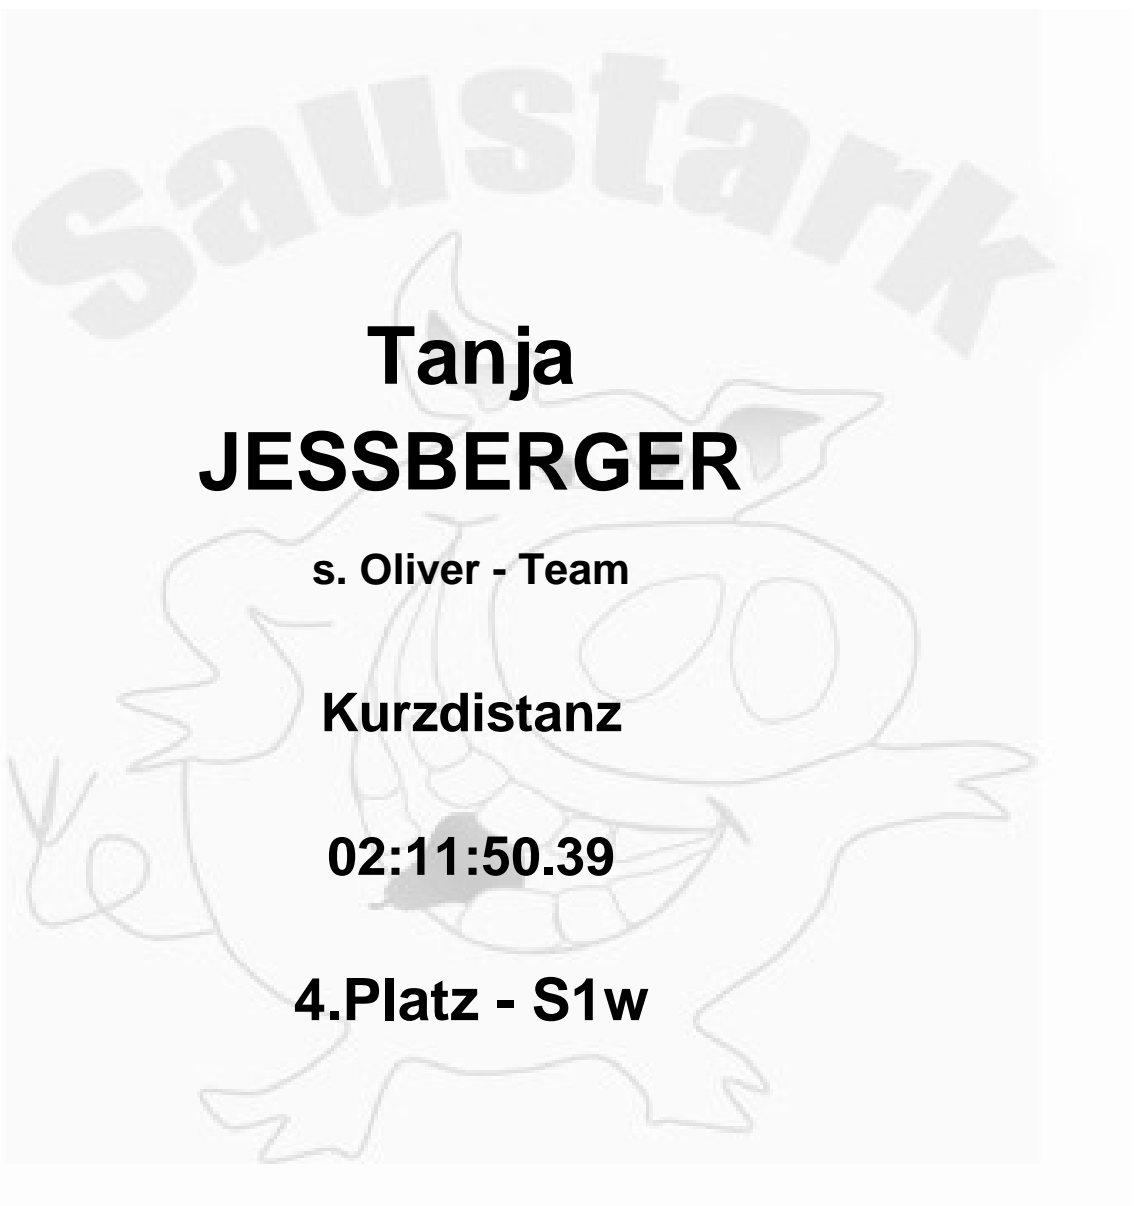 Saustark
Tanja
JESSBERGER
s. Oliver - Team
Kurzdistanz
02:11:50.39
4.Platz - S1w